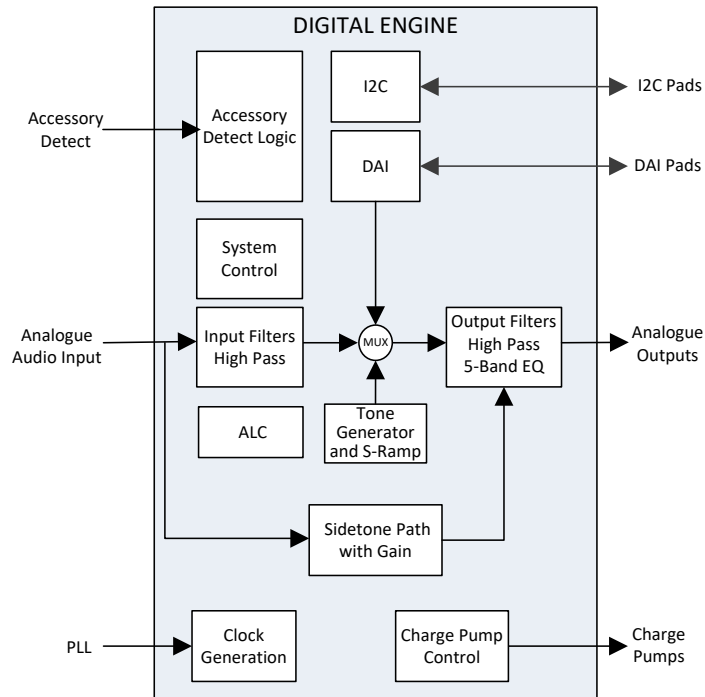 DIGITAL ENGINE
Accessory
Detect
Accessory
Detect Logic
I2C
I2C Pads
DAI
DAI Pads
System
Control
Analogue
Audio Input
Input Filters
High Pass
MUX
Output Filters
High Pass
5-Band EQ
Analogue
Outputs
ALC
Tone
Generator
and S-Ramp
Sidetone Path
with Gain
PLL
Clock
Generation
Charge Pump
Control
Charge
Pumps